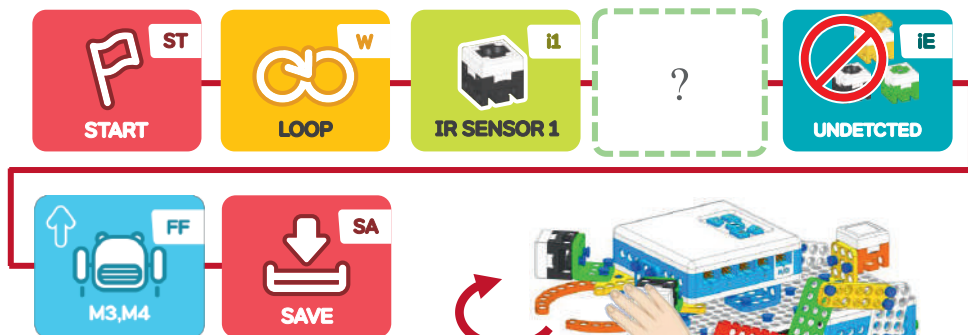 ST
START
W
LOOP
i1
IR SENSOR 1
?
iE
UNDETCTED
FF
M3,M4
SA
SAVE